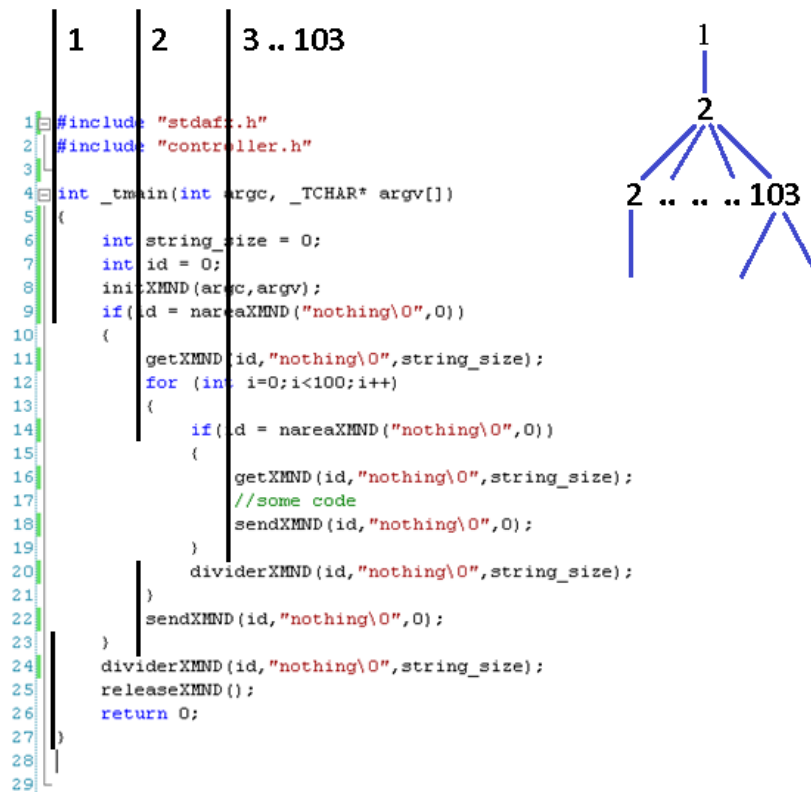 1 2 3 .. 103
1
2
2 .. .. .. 103
1 #include "stdafx.h"
2 #include "controller.h"
3
4 int _tmain(int argc, _TCHAR* argv[])
5 {
6 int string_size = 0;
7 int id = 0;
8 initXMND(argc,argv);
9 if(id = nareaXMND("nothing\0",0))
10 {
11 getXMND(id,"nothing\0",string_size);
12 for (int i=0;i<100;i++)
13 {
14 if(id = nareaXMND("nothing\0",0))
15 {
16 getXMND(id,"nothing\0",string_size);
17 //some code
18 sendXMND(id,"nothing\0",0);
19 }
20 dividerXMND(id,"nothing\0",string_size);
21 }
22 sendXMND(id,"nothing\0",0);
23 }
24 dividerXMND(id,"nothing\0",string_size);
25 releaseXMND();
26 return 0;
27 }
28
29